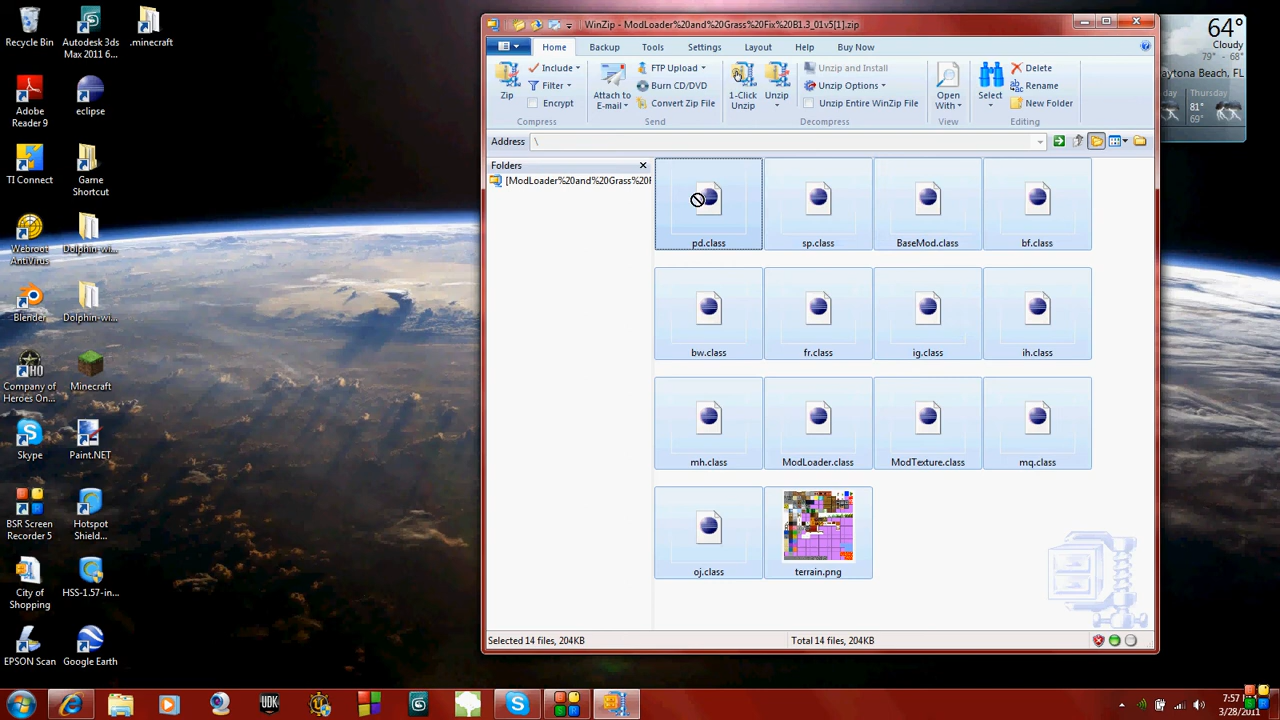 Recycle Bin
Autodesk 3ds
Max 2011 6...
.minecraft
Adobe
Reader 9
eclipse
TI Connect
Game
Shortcut
Webroot
AntiVirus
Dolphin-wi...
Blender
Dolphin-wi...
Company of
Heroes On...
Minecraft
Skype
Paint.NET
BSR Screen
Recorder 5
Hotspot
Shield...
City of
Shopping
HSS-1.57-in...
EPSON Scan
Google Earth
WinZip - ModLoader%20and%20Grass%20Fix%20B1.3_01v5[1].zip
Home
Backup
Tools
Settings
Layout
Help
Buy Now
Zip
Include
Filter
Encrypt
Compress
Attach to
E-mail
FTP Upload
Burn CD/DVD
Convert Zip File
Send
1-Click
Unzip
Unzip
Unzip and Install
Unzip Options
Unzip Entire WinZip File
Decompress
Open
With
View
Select
Delete
Rename
New Folder
Editing
Address
\
Folders
[ModLoader%20and%20Grass%20F
pd.class
sp.class
BaseMod.class
bf.class
bw.class
fr.class
ig.class
ih.class
mh.class
ModLoader.class
ModTexture.class
mq.class
oj.class
terrain.png
Selected 14 files, 204KB
Total 14 files, 204KB
64°
Cloudy
79° - 68°
aytona Beach, FL
day
Thursday
81°
69°
UDK
7:57
3/28/2011